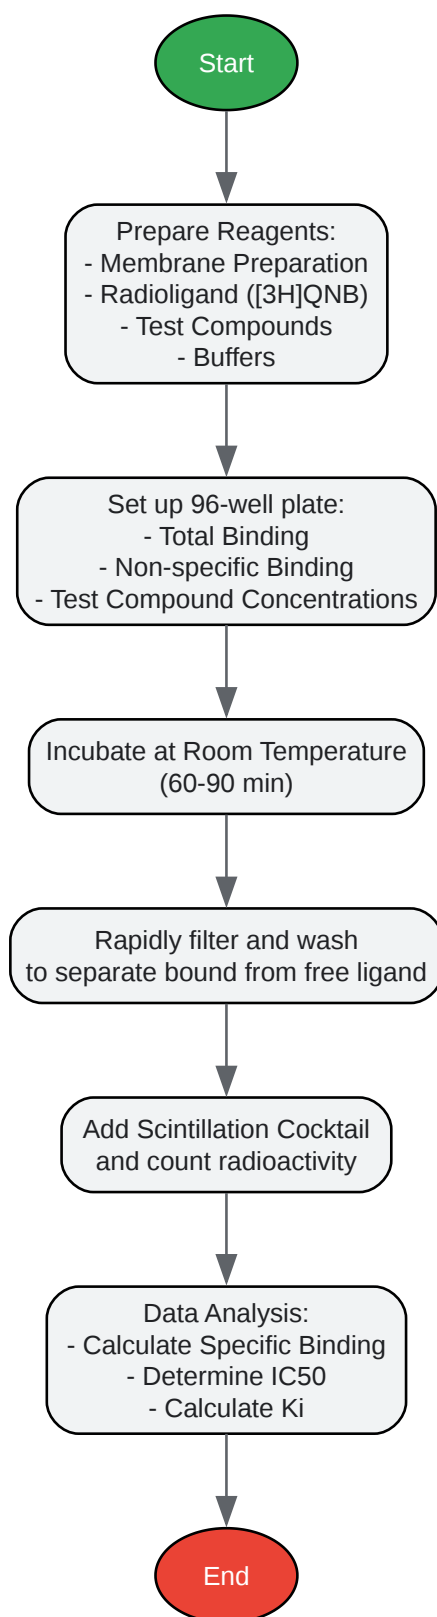 Start
Prepare Reagents:
- Membrane Preparation
- Radioligand ([3H]QNB)
- Test Compounds
- Buffers
Set up 96-well plate:
- Total Binding
- Non-specific Binding
- Test Compound Concentrations
Incubate at Room Temperature
(60-90 min)
Rapidly filter and wash
to separate bound from free ligand
Add Scintillation Cocktail
and count radioactivity
Data Analysis:
- Calculate Specific Binding
- Determine IC50
- Calculate Ki
End